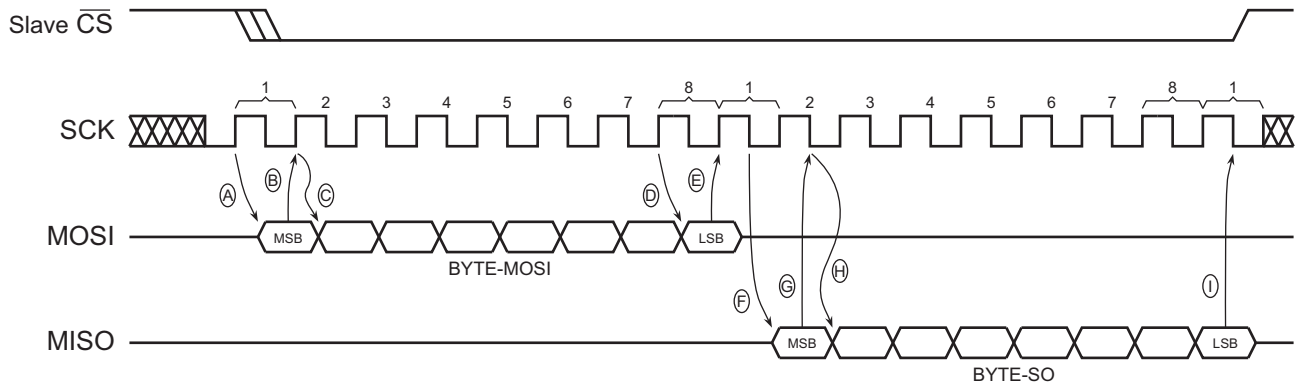 Slave CS
1 2 3 4 5 6 7 8 1 2 3 4 5 6 7 8 1
SCK
A B C D E
MOSI MSB LSB
BYTE-MOSI
F G H I
MISO MSB LSB
BYTE-SO